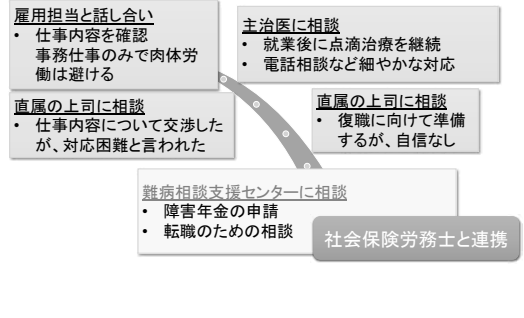 雇用担当と話し合い
• 仕事内容を確認
事務仕事のみで肉体労
働は避ける
主治医に相談
• 就業後に点滴治療を継続
• 電話相談など細やかな対応
直属の上司に相談
• 仕事内容について交渉した
が、対応困難と言われた
直属の上司に相談
• 復職に向けて準備
するが、自信なし
難病相談支援センターに相談
• 障害年金の申請
• 転職のための相談
社会保険労務士と連携